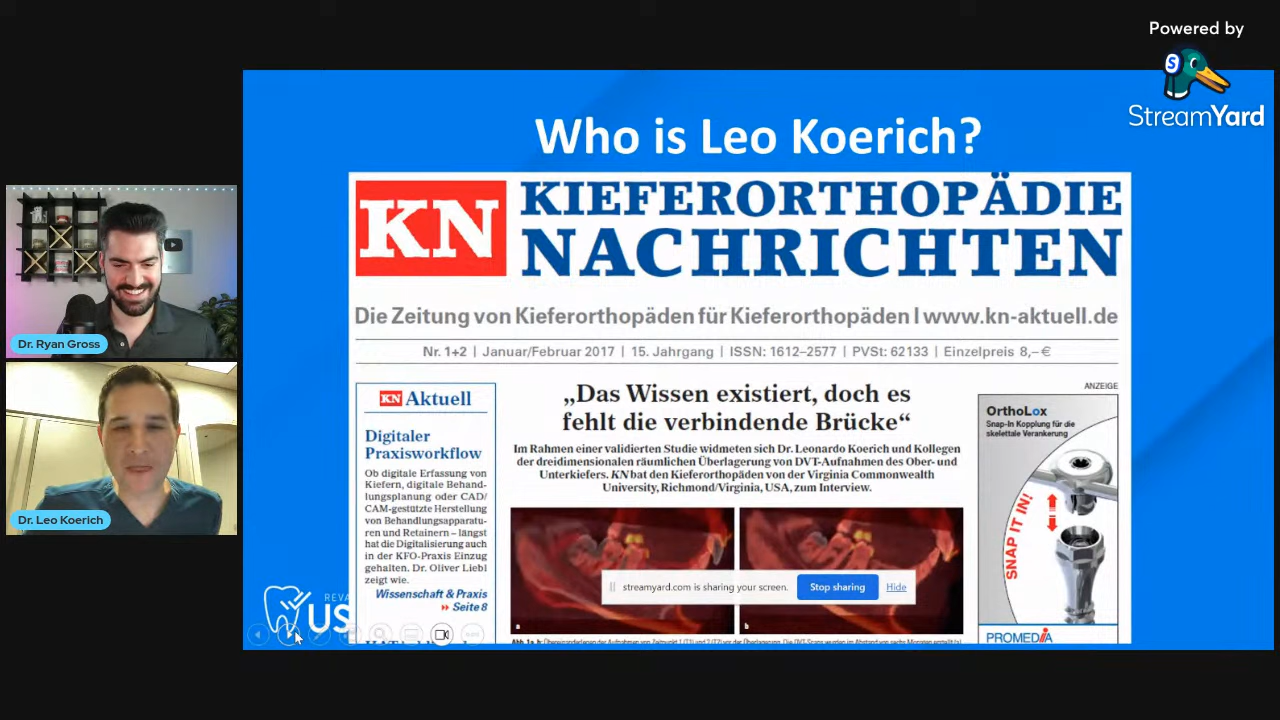 Powered by
StreamYard
Who is Leo Koerich?
KN KIEFERORTHOPÄDIE
NACHRICHTEN
Die Zeitung von Kieferorthopäden für Kieferorthopäden | www.kn-aktuell.de
Nr. 1+2 | Januar/Februar 2017 | 15. Jahrgang | ISSN: 1612–2577 | PVSt: 62133 | Einzelpreis 8,– €
KN Aktuell
Digitaler
Praxisworkflow
Ob digitale Erfassung von
Kiefern, digitale Behand-
lungsplanung oder CAD/
CAM-gestützte Herstellung
von Behandlungsapparatu-
ren und Retainern – längst
hat die Digitalisierung auch
in der KFO-Praxis Einzug
gehalten. Dr. Oliver Liebl
zeigt wie.
Wissenschaft & Praxis
Seite 8
„Das Wissen existiert, doch es
fehlt die verbindende Brücke“
Im Rahmen einer validierten Studie widmeten sich Dr. Leonardo Koerich und Kollegen
der dreidimensionalen räumlichen Überlagerung von DVT-Aufnahmen des Ober- und
Unterkiefers. KN bat den Kieferorthopäden von der Virginia Commonwealth
University, Richmond/Virginia, USA, zum Interview.
a
b
ANZEIGE
OrthoLox
Snap-In Kopplung für die
skelettale Verankerung
SNAP IT IN!
PROMEDIA
streamyard.com is sharing your screen.
Stop sharing
Hide
REVA
US
Dr. Ryan Gross
Dr. Leo Koerich